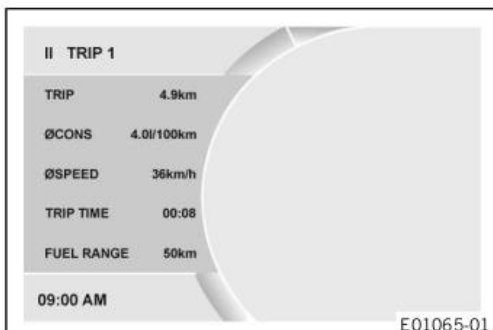 II TRIP 1
TRIP 4.9km
ØCONS 4.0l/100km
ØSPEED 36km/h
TRIP TIME 00:08
FUEL RANGE 50km
09:00 AM
E01065-01